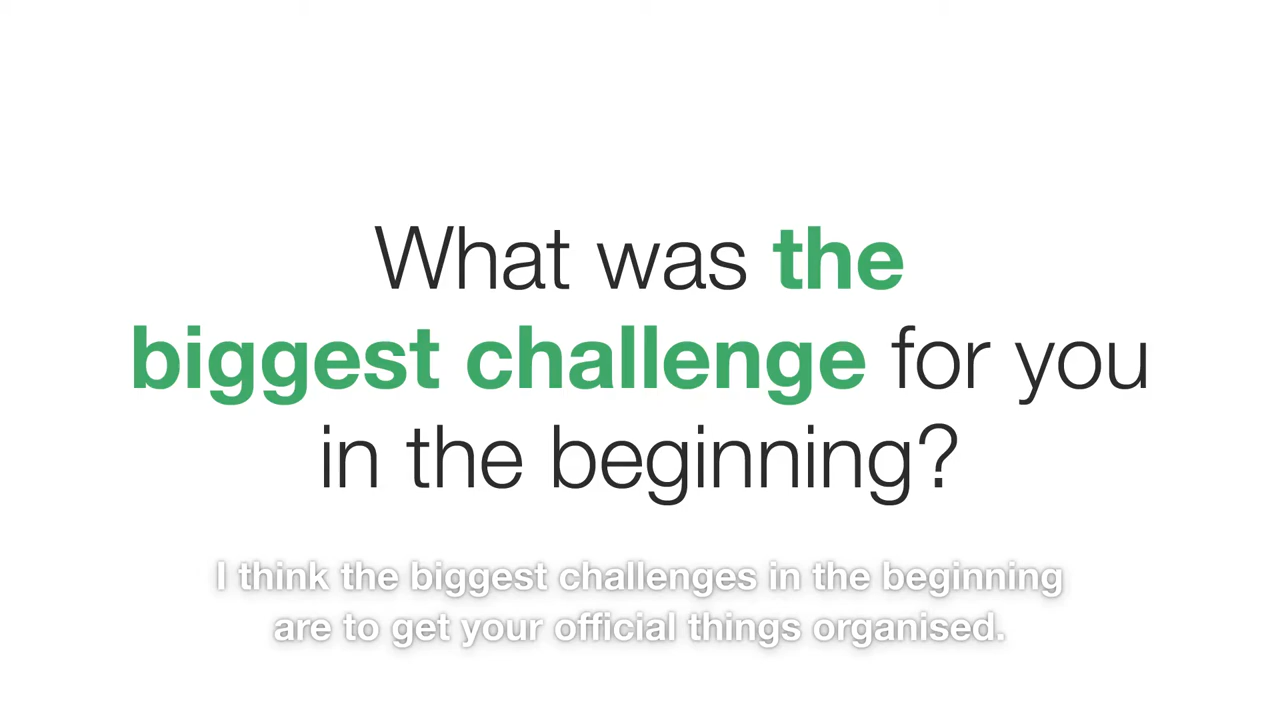 What was the
biggest challenge for you
in the beginning?
I think the biggest challenges in the beginning
are to get your official things organised.